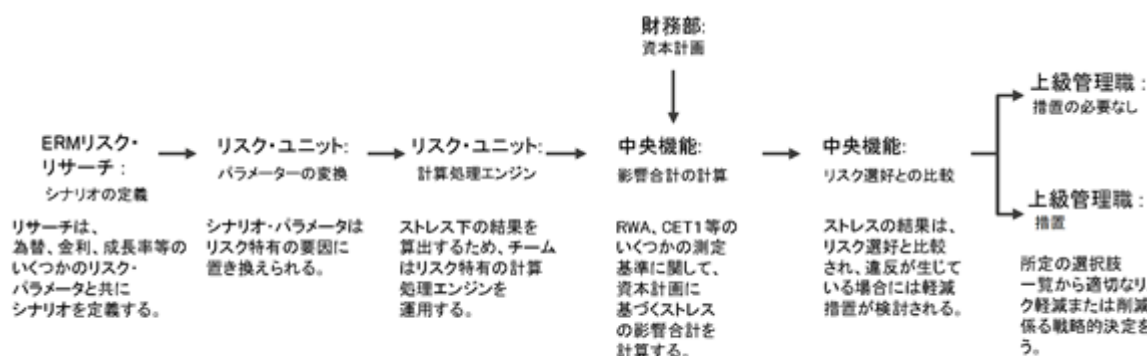 財務部:
資本計画
上級管理職:
措置の必要なし
ERMリスク・
リサーチ:
シナリオの定義
リスク・ユニット:
パラメーターの変換
リスク・ユニット:
計算処理エンジン
中央機能:
影響合計の計算
中央機能:
リスク選好との比較
上級管理職:
措置
リサーチは、
為替、金利、成長率等の
いくつかのリスク・
パラメータと共に
シナリオを定義する。
シナリオ・パラメータは
リスク特有の要因に
置き換えられる。
ストレス下の結果を
算出するため、チーム
はリスク特有の計算
処理エンジンを
運用する。
RWA、CET1等の
いくつかの測定
基準に関して、
資本計画に
基づくストレス
の影響合計を
計算する。
ストレスの結果は、
リスク選好と比較
され、違反が生じて
いる場合には軽減
措置が検討される。
所定の選択肢
一覧から適切なリ
ク軽減または削減
係る戦略的決定を
う。